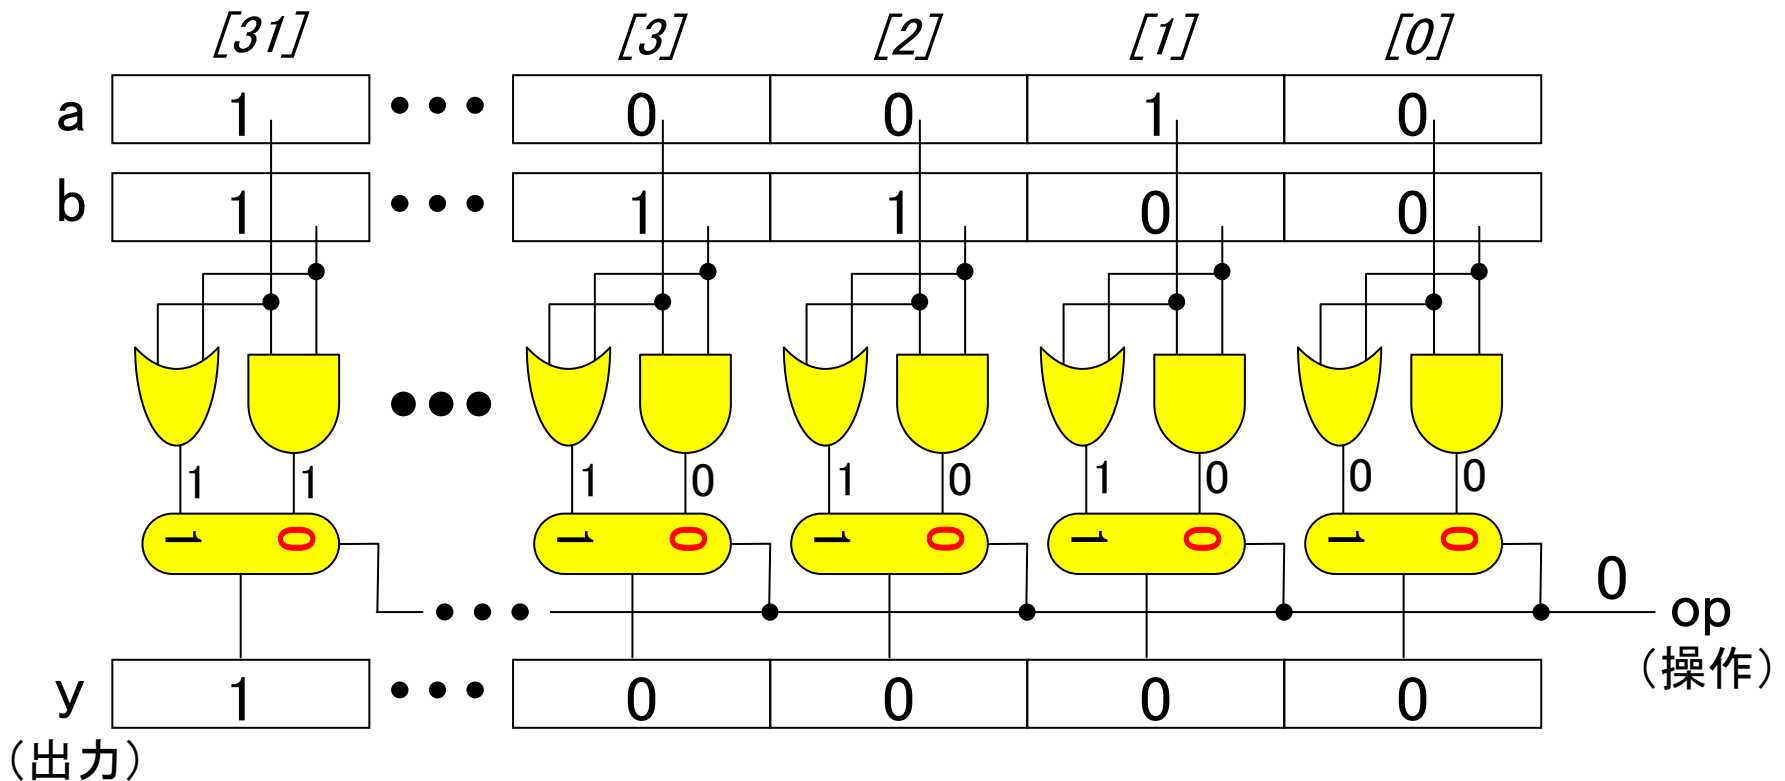 [31] [3] [2] [1] [0]
a 1 ••• 0 0 1 0
b 1 ••• 1 1 0 0
•••
1 1 1 0 1 0 1 0 0 0
1 0 1 0 1 0 1 0 1 0
0
••• op
(操作)
y 1 ••• 0 0 0 0
(出力)